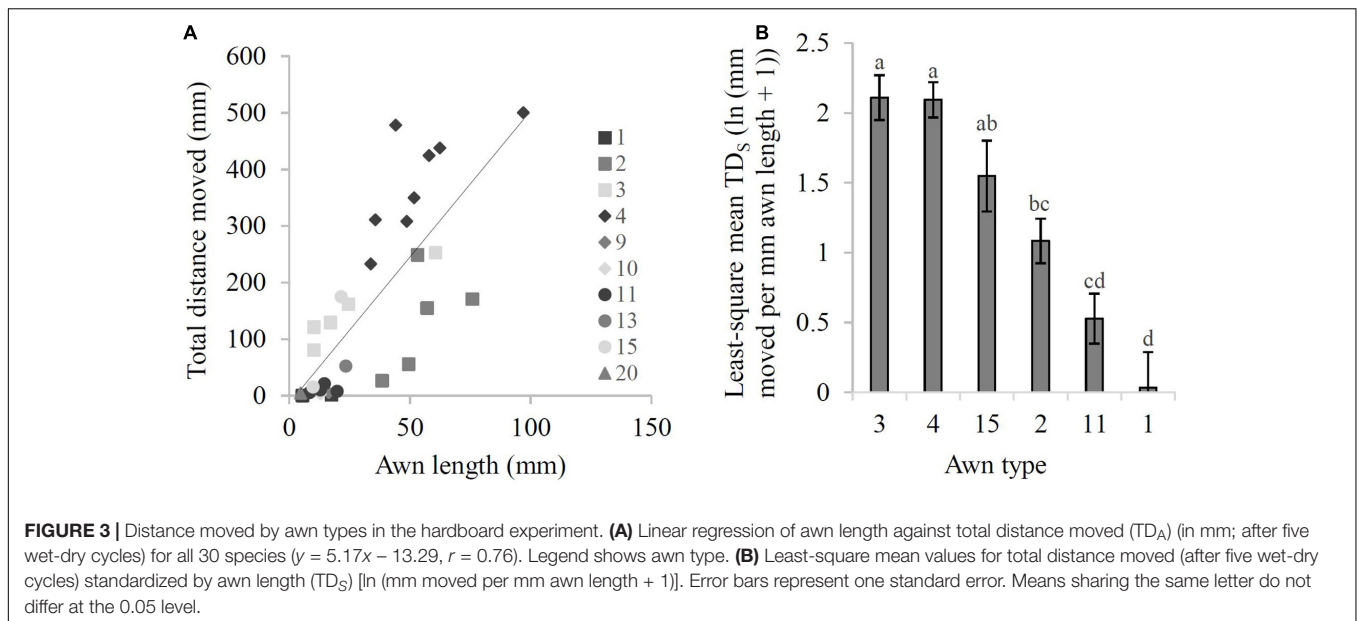 A
Total distance moved (mm)
600
500
400
300
200
100
0
0
50
100
150
Awn length (mm)
1
2
3
4
9
10
11
13
15
20
B
Least-square mean TDS (ln (mm
moved per mm awn length + 1))
2.5
2
1.5
1
0.5
0
a
a
ab
bc
cd
d
3
4
15
2
11
1
Awn type
FIGURE 3 | Distance moved by awn types in the hardboard experiment. (A) Linear regression of awn length against total distance moved (TDA) (in mm; after five
wet-dry cycles) for all 30 species (y = 5.17x – 13.29, r = 0.76). Legend shows awn type. (B) Least-square mean values for total distance moved (after five wet-dry
cycles) standardized by awn length (TDS) [ln (mm moved per mm awn length + 1)]. Error bars represent one standard error. Means sharing the same letter do not
differ at the 0.05 level.